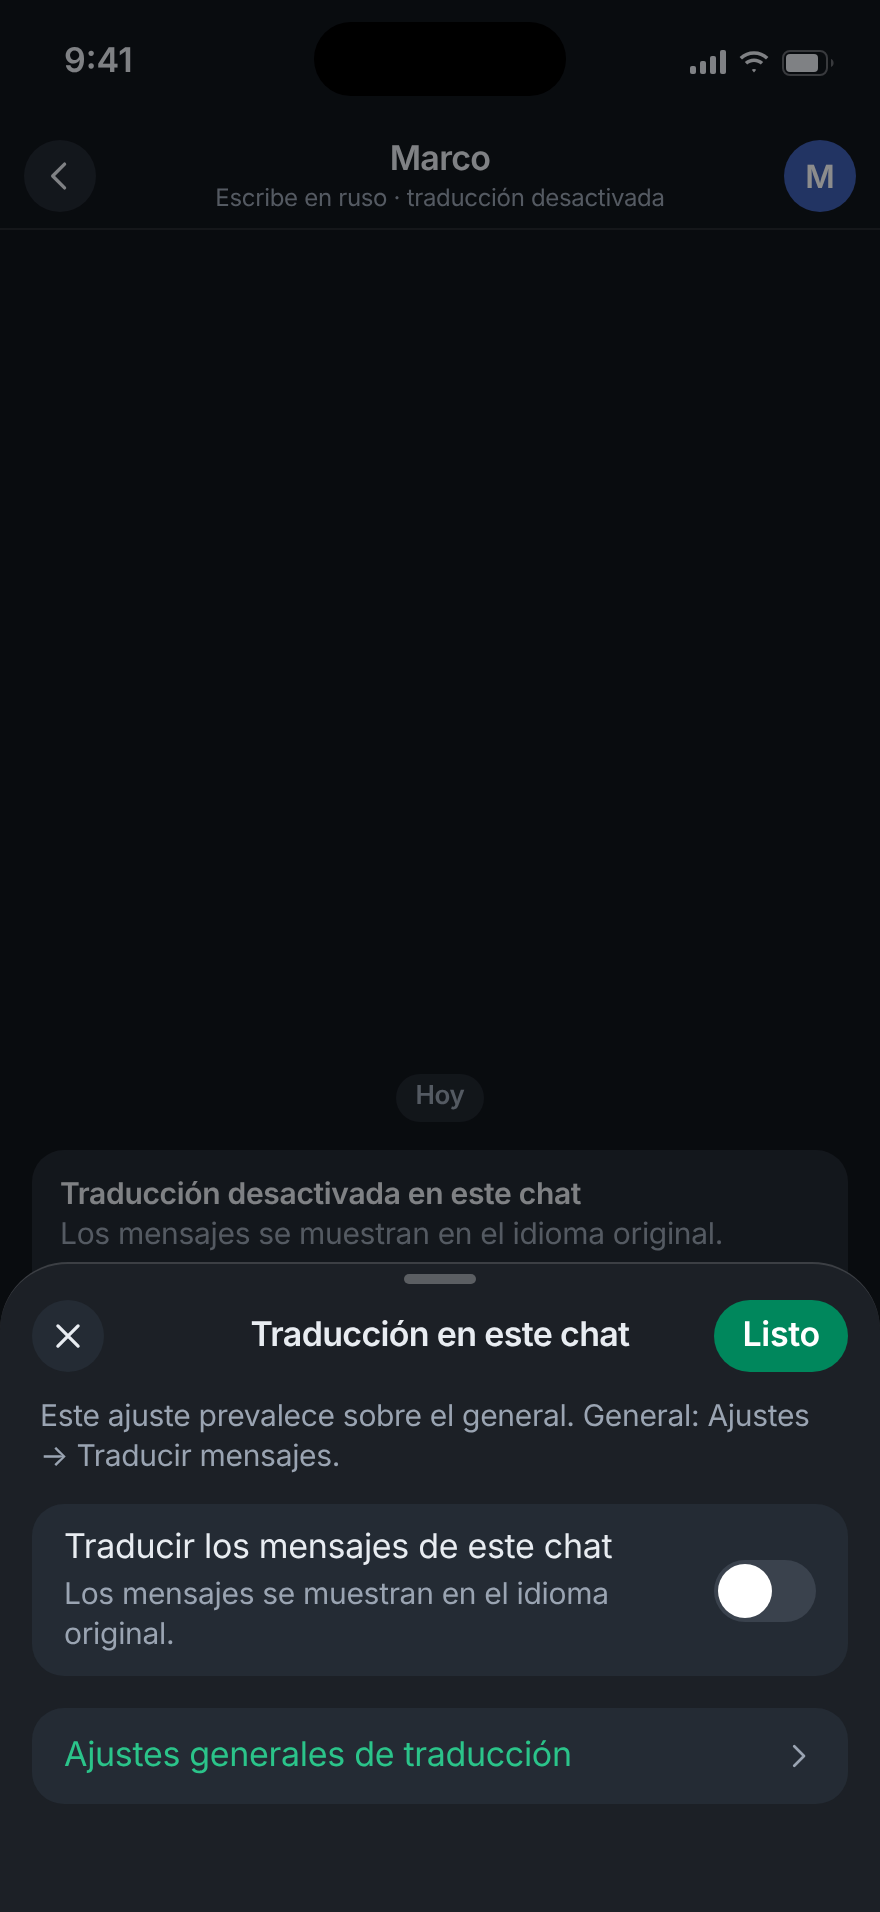 9:41
Marco
Escribe en ruso · traducción desactivada
M
Hoy
Traducción desactivada en este chat
Los mensajes se muestran en el idioma original.
Traducción en este chat
Listo
Este ajuste prevalece sobre el general. General: Ajustes
→ Traducir mensajes.
Traducir los mensajes de este chat
Los mensajes se muestran en el idioma
original.
Ajustes generales de traducción